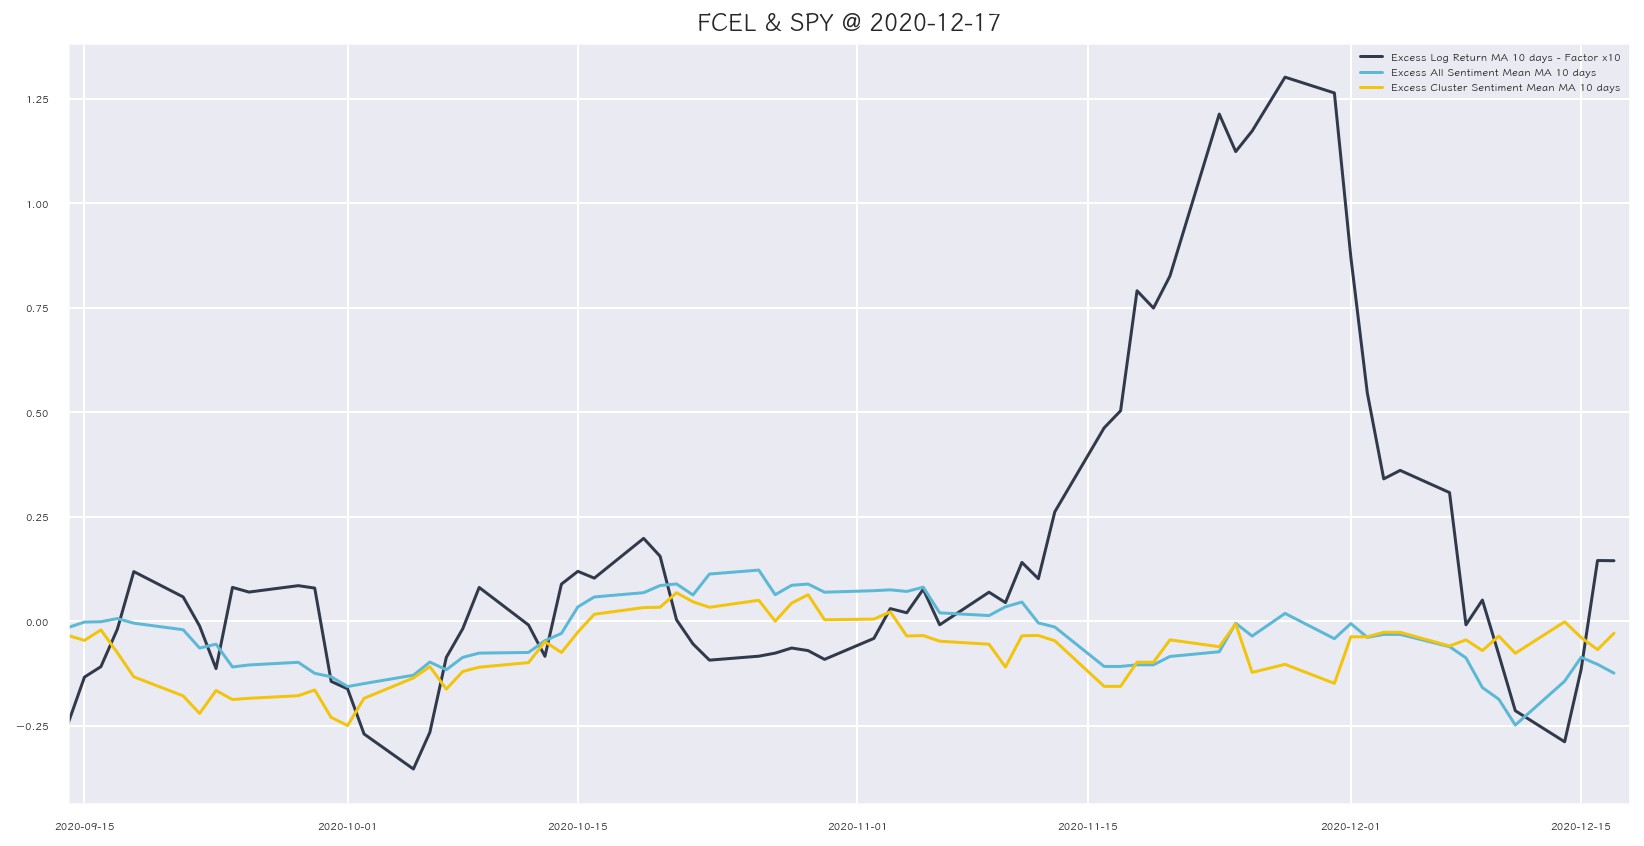 FCEL & SPY @ 2020-12-17
Excess Log Return MA 10 days - Factor x10
Excess All Sentiment Mean MA 10 days
Excess Cluster Sentiment Mean MA 10 days
1.25
1.00
0.75
0.50
0.25
0.00
−0.25
2020-09-15 2020-10-01 2020-10-15 2020-11-01 2020-11-15 2020-12-01 2020-12-15